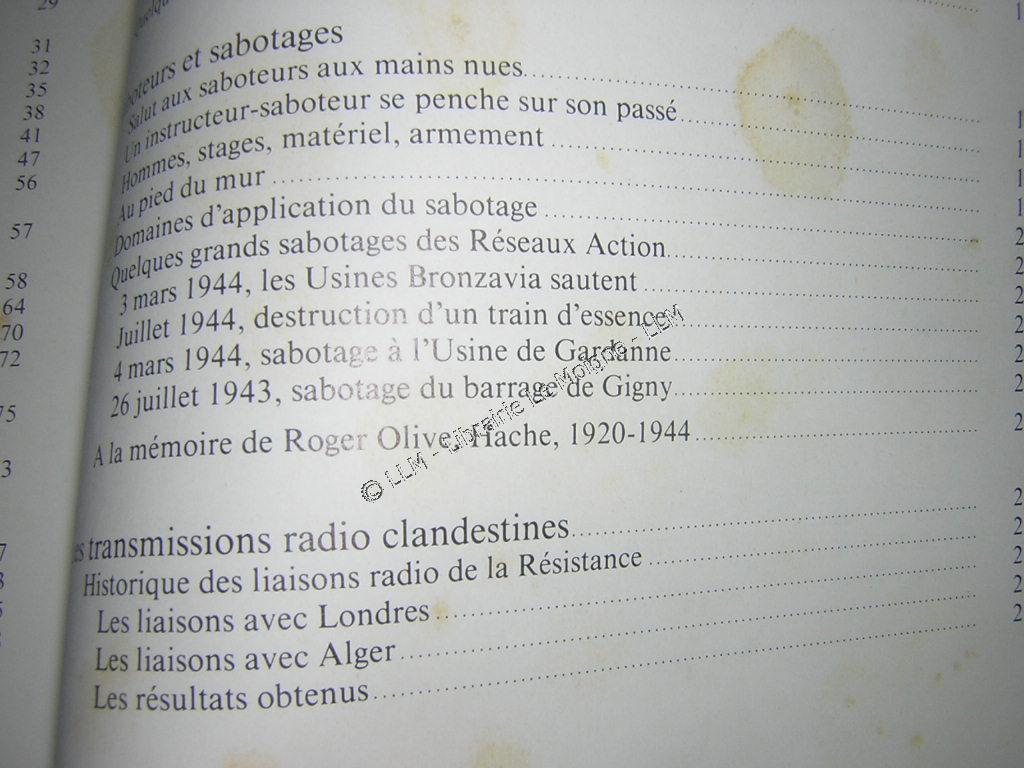 29
31
32
35
38
41
47
56
57
58
64
70
72
75
3
et sabotages
Salut aux saboteurs aux mains nues
Un instructeur-saboteur se penche sur son passé
Hommes, stages, matériel, armement
Au pied du mur
Domaines d'application du sabotage
Quelques grands sabotages des Réseaux Action
3 mars 1944, les Usines Bronzavia sautent
Juillet 1944, destruction d'un train d'essence
4 mars 1944, sabotage à l'Usine de Gardanne
26 juillet 1943, sabotage du barrage de Gigny
A la mémoire de Roger Olive, Hache, 1920-1944
transmissions radio clandestines
Historique des liaisons radio de la Résistance
Les liaisons avec Londres
Les liaisons avec Alger
Les résultats obtenus
© LLM - Librairie Le Moigne - LLM